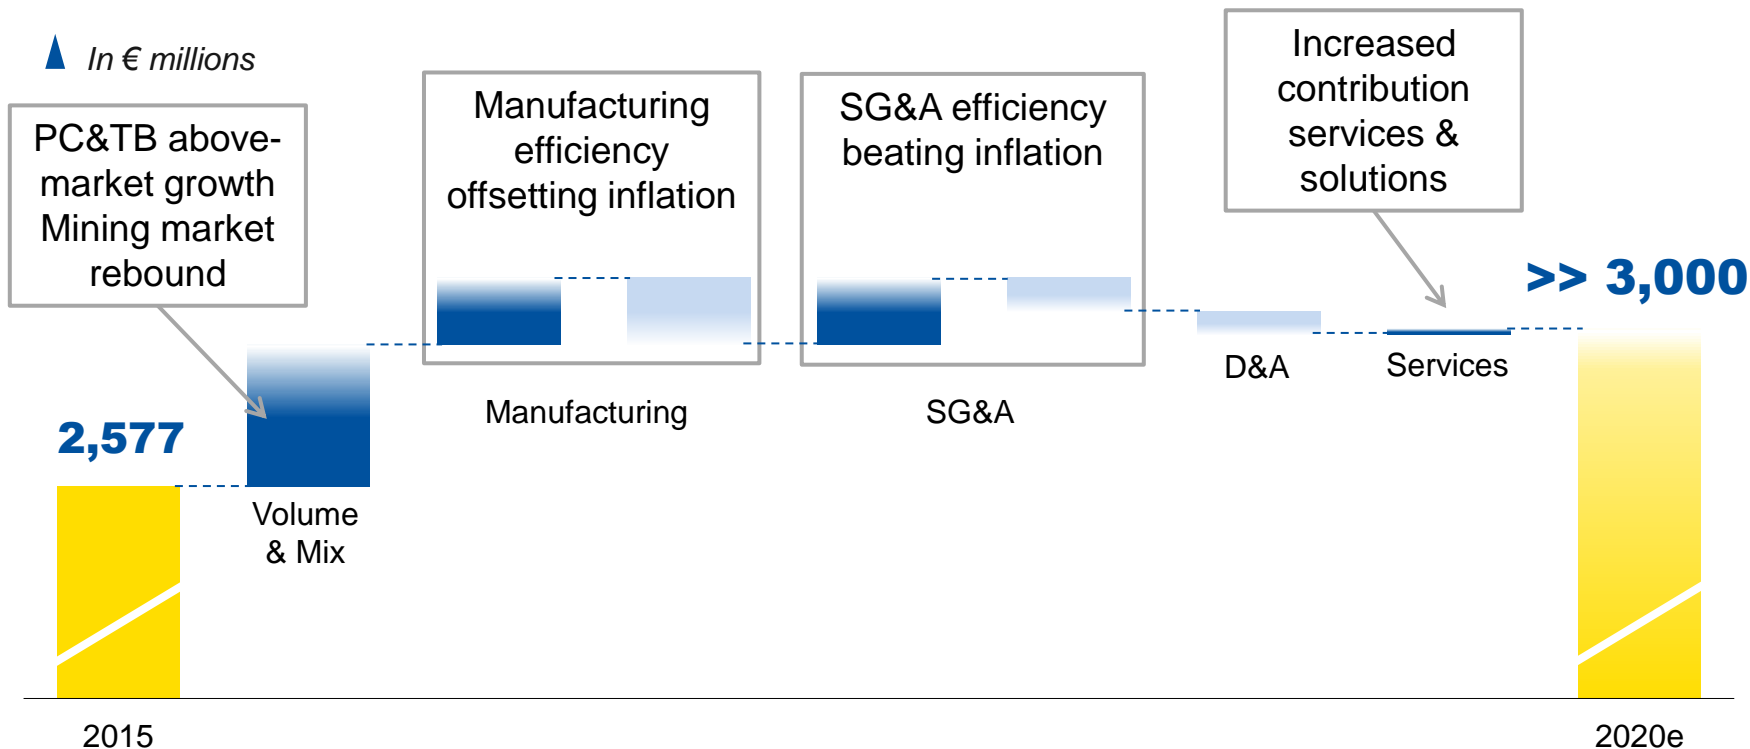 In € millions
PC&TB above-
market growth
Mining market
rebound
Manufacturing
efficiency
offsetting inflation
SG&A efficiency
beating inflation
Increased
contribution
services &
solutions
>> 3,000
2,577
Volume
& Mix
Manufacturing
SG&A
D&A
Services
2015
2020e